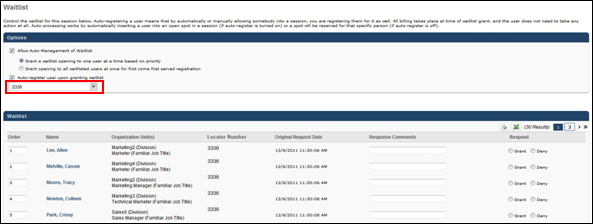 Waitlist
Control the waitlist for this session below. Auto-registering a user means that by automatically or manually allowing somebody into a session, you are registering them for it as well. All billing takes place at time of waitlist grant, and the user does not need to take any
action at all. Auto-processing works by automatically inserting a user into an open spot in a session (if auto-register is turned on) or a spot will be reserved for that specific person (if auto-register is off).
Options
Allow Auto-Management of Waitlist
Grant a waitlist opening to one user at a time based on priority
Grant opening to all waitlisted users at once for first come first served registration
Auto-register user upon granting waitlist
3336
Waitlist
(30 Results) 1 2
Order Name Organization Unit(s) Locator Number Original Request Date Response Comments Respond
1 Lee, Allen Marketing2 (Division) 3336 12/6/2011 11:30:06 AM Grant Deny
Marketer (Familiar Job Title)
2 Melville, Cassie Marketing4 (Division) 3336 12/6/2011 11:30:06 AM Grant Deny
Marketer (Familiar Job Title)
3 Moore, Tracy Marketing2 (Division) 3336 12/6/2011 11:30:06 AM Grant Deny
Marketing Manager (Familiar Job Title)
4 Newton, Colleen Marketing3 (Division) 3336 12/6/2011 11:30:08 AM Grant Deny
Technical Marketer (Familiar Job Title)
5 Park, Crissy Sales6 (Division) 3336 12/6/2011 11:30:08 AM Grant Deny
Sales Manager (Familiar Job Title)